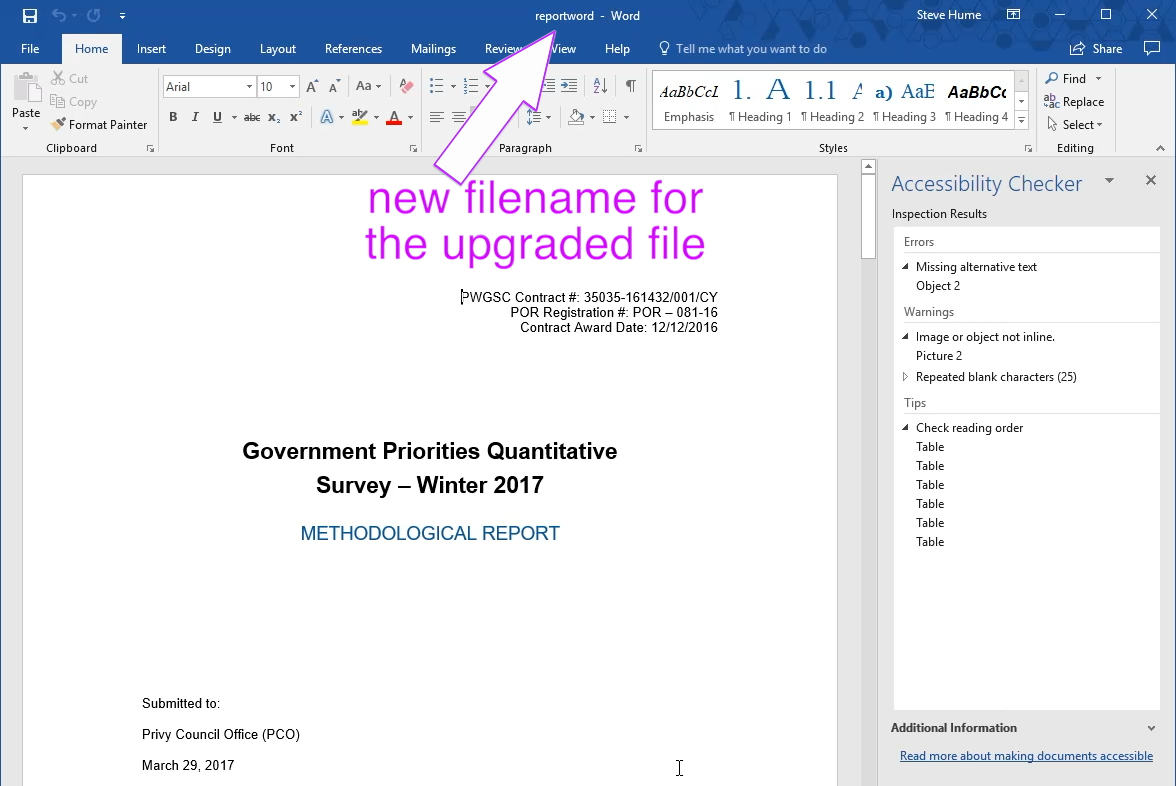 reportword - Word
Steve Hume
File Home Insert Design Layout References Mailings Review View Help Tell me what you want to do Share
Paste
Cut
Copy
Format Painter
Clipboard
Arial 10
Aa
B I U abc x₂ x²
ab
A A
Font
Paragraph
AaBbCcI 1. A 1.1 A a) AaE AaBbCc
Emphasis ¶ Heading 1 ¶ Heading 2 ¶ Heading 3 ¶ Heading 4
Styles
Find
Replace
Select
Editing
new filename for
the upgraded file
PWGSC Contract #: 35035-161432/001/CY
POR Registration #: POR – 081-16
Contract Award Date: 12/12/2016
Government Priorities Quantitative
Survey – Winter 2017
METHODOLOGICAL REPORT
Submitted to:
Privy Council Office (PCO)
March 29, 2017
Accessibility Checker
Inspection Results
Errors
Missing alternative text
Object 2
Warnings
Image or object not inline.
Picture 2
Repeated blank characters (25)
Tips
Check reading order
Table
Table
Table
Table
Table
Table
Additional Information
Read more about making documents accessible